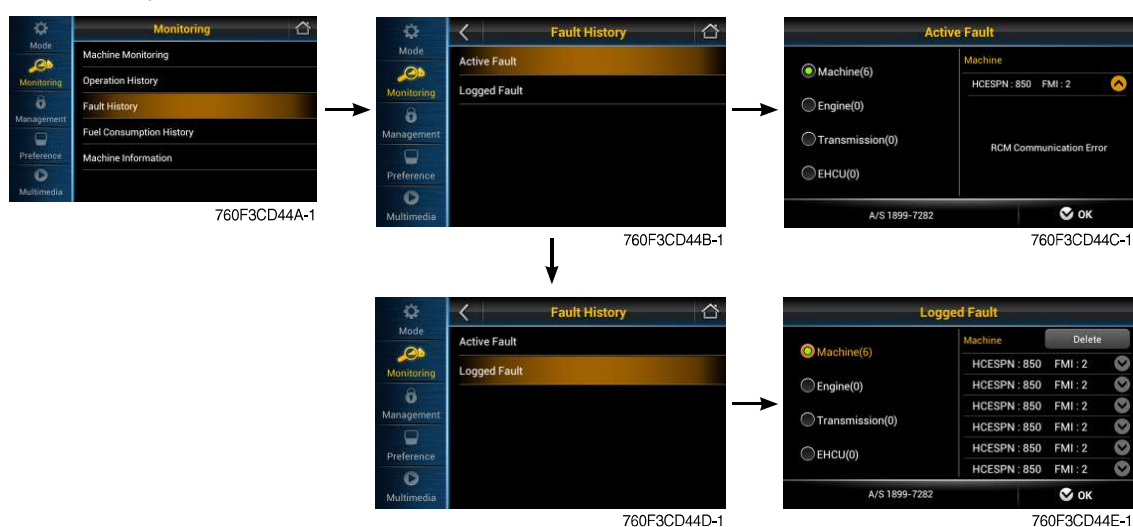 Monitoring
Mode
Monitoring
Management
Preference
Multimedia
Machine Monitoring
Operation History
Fault History
Fuel Consumption History
Machine Information
760F3CD44A-1
Fault History
Mode
Monitoring
Management
Preference
Multimedia
Active Fault
Logged Fault
760F3CD44B-1
Active Fault
Machine(6)
Engine(0)
Transmission(0)
EHCU(0)
Machine
HCESPN : 850 FMI : 2
RCM Communication Error
A/S 1899-7282
OK
760F3CD44C-1
Fault History
Mode
Monitoring
Management
Preference
Multimedia
Active Fault
Logged Fault
760F3CD44D-1
Logged Fault
Machine(6)
Engine(0)
Transmission(0)
EHCU(0)
Machine Delete
HCESPN : 850 FMI : 2
HCESPN : 850 FMI : 2
HCESPN : 850 FMI : 2
HCESPN : 850 FMI : 2
HCESPN : 850 FMI : 2
HCESPN : 850 FMI : 2
A/S 1899-7282
OK
760F3CD44E-1